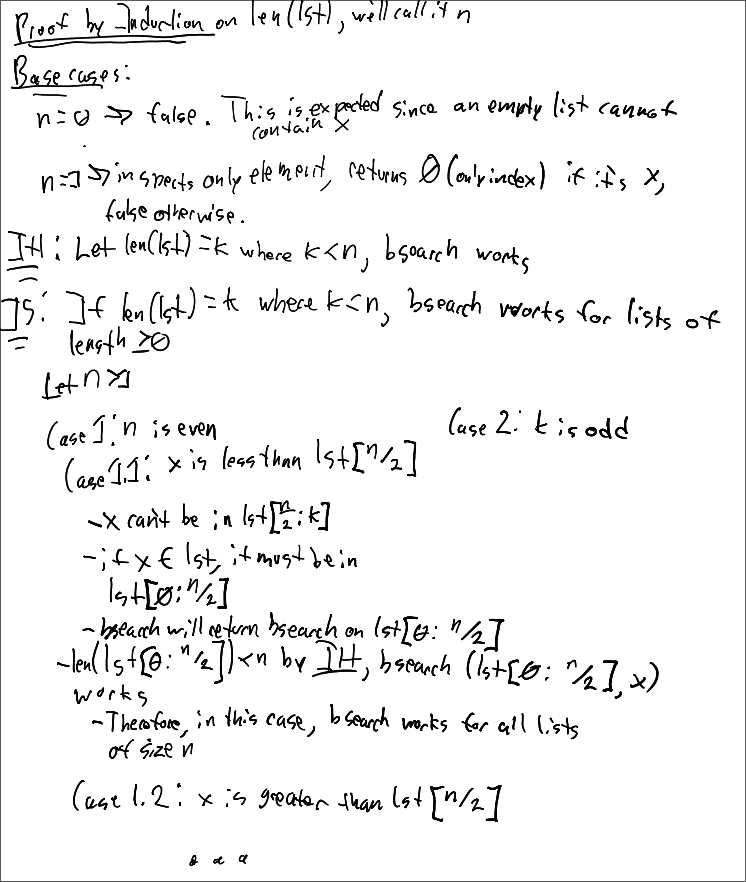 Proof by Induction on len(lst), we'll call it n
Base cases:
n=0 → false. This is expected since an empty list cannot
contain x
n=1 → inspects only element, returns 0 (only index) if it's x,
false otherwise.
IH: Let len(lst)=k where k<n, bsearch works
IS: If len(lst)=k where k<n, bsearch works for lists of
length ≥0
Let n>1
Case 1: n is even
Case 2: k is odd
Case 1.1: x is less than lst[n/2]
-x can't be in lst[n/2:k]
-if x ∈ lst, it must be in
lst[0:n/2]
-bsearch will return bsearch on lst[0:n/2]
-len(lst[0:n/2])<n by IH, bsearch (lst[0:n/2],x)
works
-Therefore, in this case, bsearch works for all lists
of size n
Case 1.2: x is greater than lst[n/2]
...